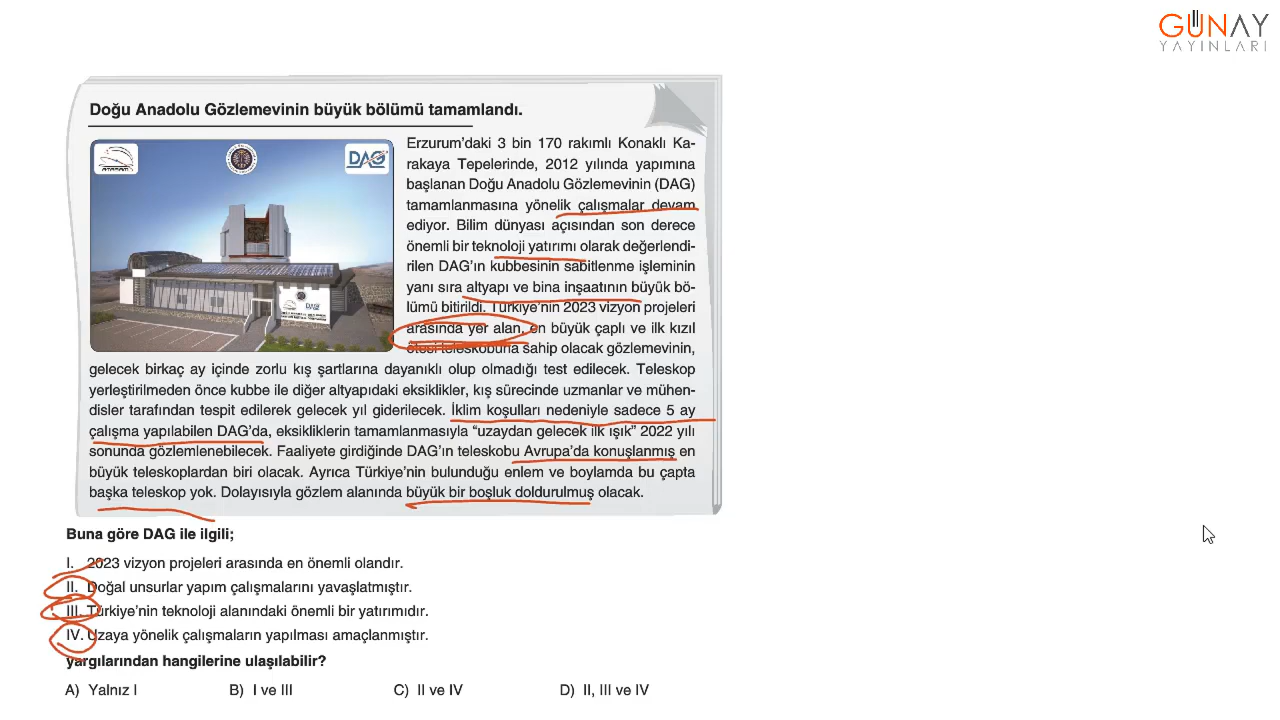 GÜNAY
YAYINLARI
Doğu Anadolu Gözlemevinin büyük bölümü tamamlandı.
ATASAM
DAG
DAG
Erzurum'daki 3 bin 170 rakımlı Konaklı Ka-
rakaya Tepelerinde, 2012 yılında yapımına
başlanan Doğu Anadolu Gözlemevinin (DAG)
tamamlanmasına yönelik çalışmalar devam
ediyor. Bilim dünyası açısından son derece
önemli bir teknoloji yatırımı olarak değerlendi-
rilen DAG'ın kubbesinin sabitlenme işleminin
yanı sıra altyapı ve bina inşaatının büyük bö-
lümü bitirildi. Türkiye'nin 2023 vizyon projeleri
arasında yer alan, en büyük çaplı ve ilk kızıl
ötesi teleskobuna sahip olacak gözlemevinin,
gelecek birkaç ay içinde zorlu kış şartlarına dayanıklı olup olmadığı test edilecek. Teleskop
yerleştirilmeden önce kubbe ile diğer altyapıdaki eksiklikler, kış sürecinde uzmanlar ve mühen-
disler tarafından tespit edilerek gelecek yıl giderilecek. İklim koşulları nedeniyle sadece 5 ay
çalışma yapılabilen DAG'da, eksikliklerin tamamlanmasıyla “uzaydan gelecek ilk ışık” 2022 yılı
sonunda gözlemlenebilecek. Faaliyete girdiğinde DAG'ın teleskobu Avrupa'da konuşlanmış en
büyük teleskoplardan biri olacak. Ayrıca Türkiye'nin bulunduğu enlem ve boylamda bu çapta
başka teleskop yok. Dolayısıyla gözlem alanında büyük bir boşluk doldurulmuş olacak.
Buna göre DAG ile ilgili;
I. 2023 vizyon projeleri arasında en önemli olandır.
II. Doğal unsurlar yapım çalışmalarını yavaşlatmıştır.
III. Türkiye'nin teknoloji alanındaki önemli bir yatırımıdır.
IV. Uzaya yönelik çalışmaların yapılması amaçlanmıştır.
yargılarından hangilerine ulaşılabilir?
A) Yalnız I B) I ve III C) II ve IV D) II, III ve IV